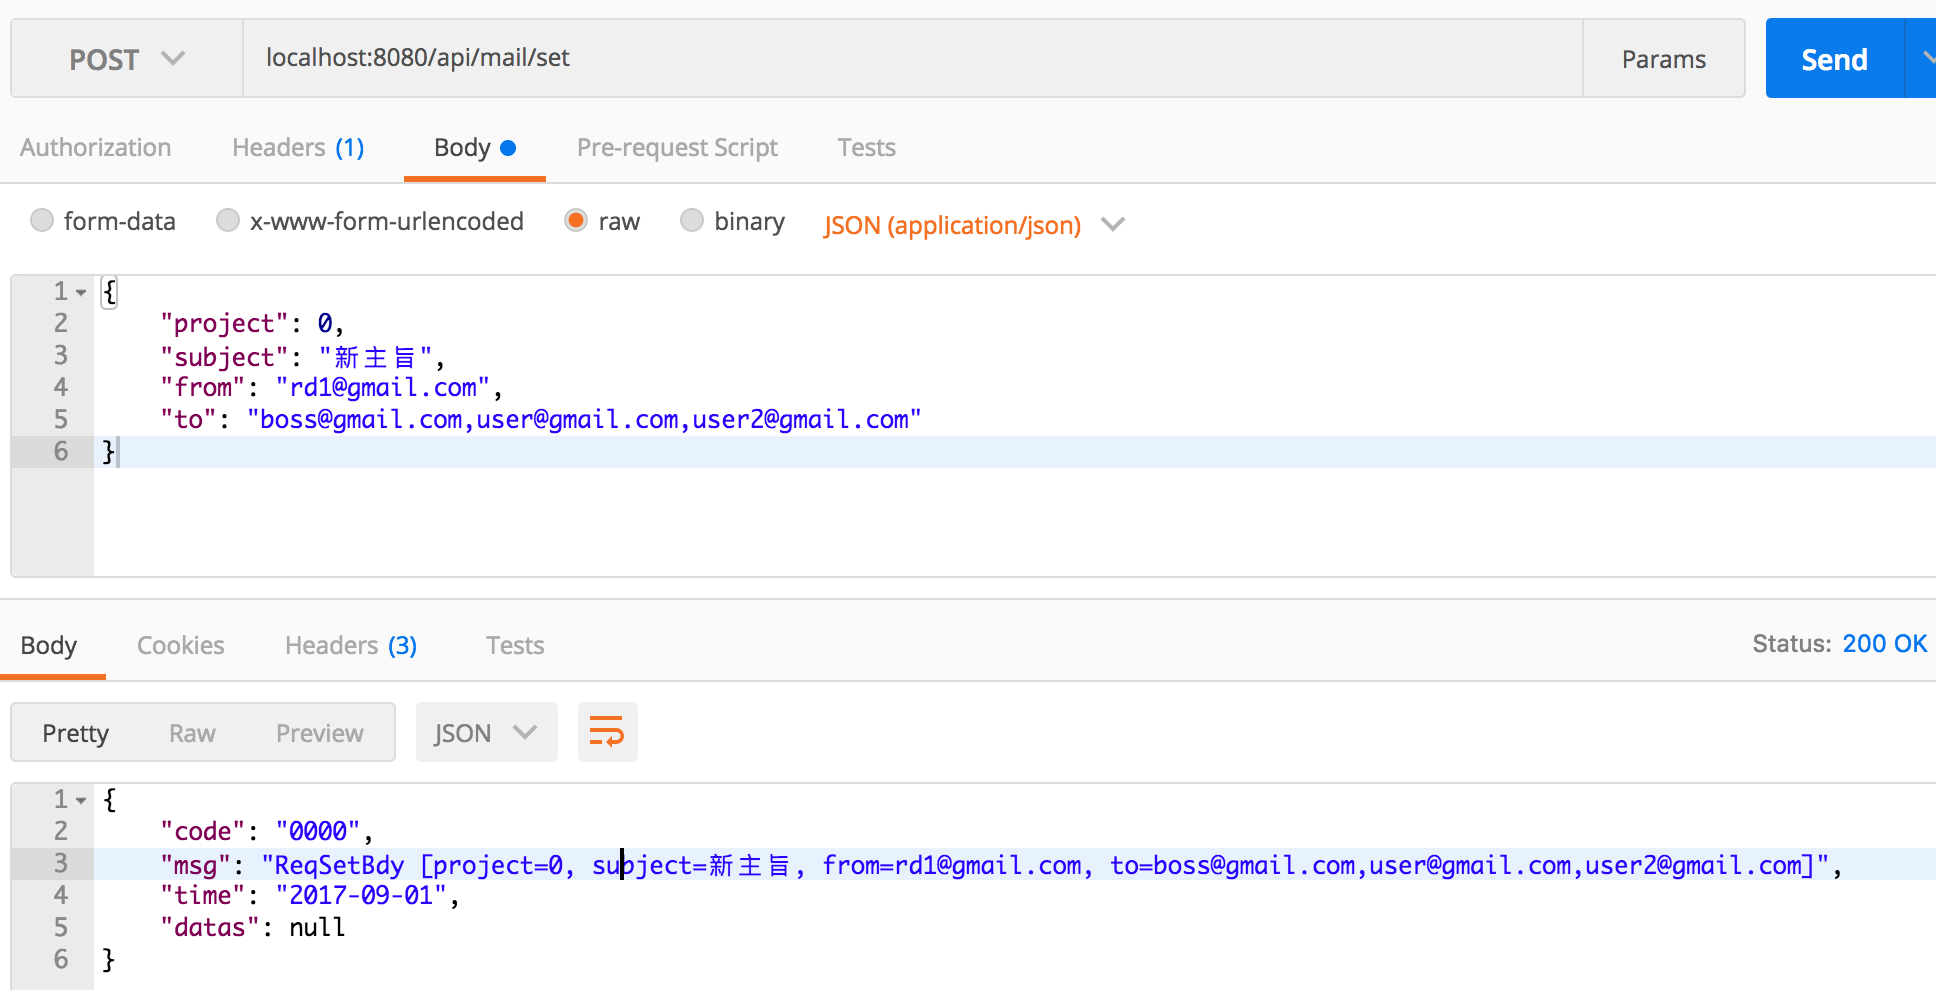 POST localhost:8080/api/mail/set Params Send
Authorization Headers (1) Body Pre-request Script Tests
form-data x-www-form-urlencoded raw binary JSON (application/json)
1 {
2 "project": 0,
3 "subject": "新主旨",
4 "from": "rd1@gmail.com",
5 "to": "boss@gmail.com,user@gmail.com,user2@gmail.com"
6 }
Body Cookies Headers (3) Tests Status: 200 OK
Pretty Raw Preview JSON
1 {
2 "code": "0000",
3 "msg": "ReqSetBdy [project=0, subject=新主旨, from=rd1@gmail.com, to=boss@gmail.com,user@gmail.com,user2@gmail.com]",
4 "time": "2017-09-01",
5 "datas": null
6 }